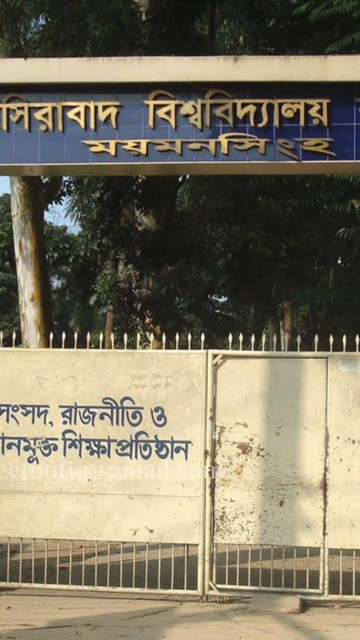 সিরাবাদ বিশ্ববিদ্যালয়
ময়মনসিংহ
সংসদ, রাজনীতি ও
নমুক্ত শিক্ষা প্রতিষ্ঠান